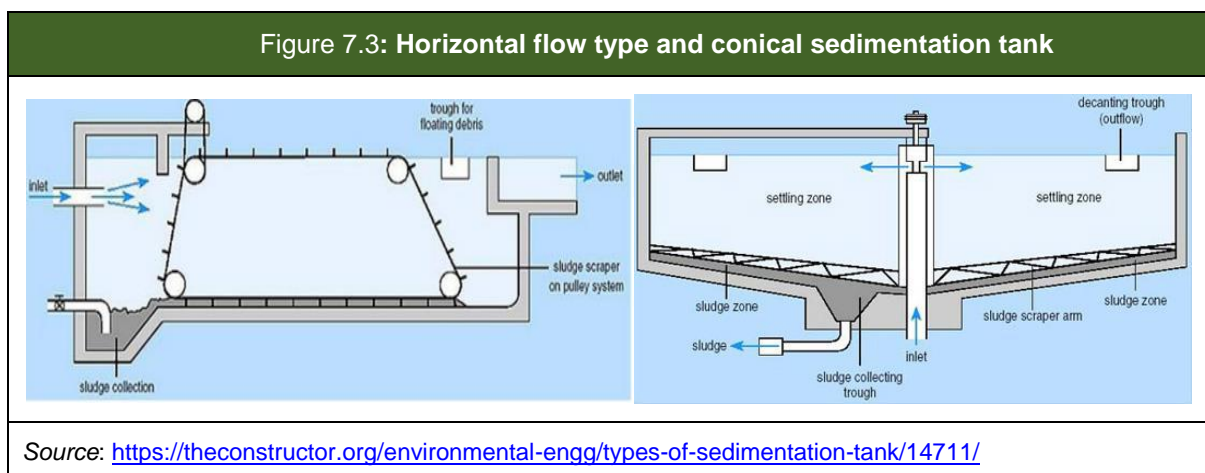 Figure 7.3: Horizontal flow type and conical sedimentation tank
trough for
floating debris
inlet
outlet
sludge scraper
on pulley system
sludge collection
decanting trough
(outflow)
settling zone
settling zone
sludge zone
sludge scraper arm
sludge zone
sludge
inlet
sludge collecting
trough
Source: https://theconstructor.org/environmental-engg/types-of-sedimentation-tank/14711/